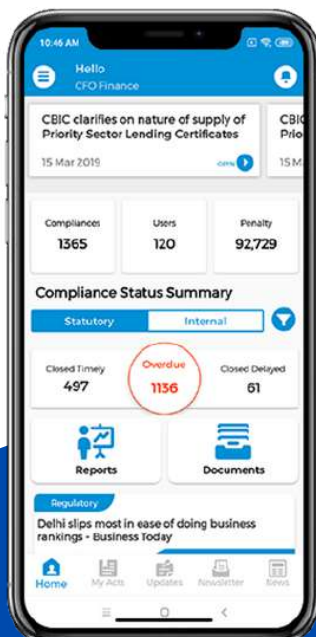 10:46 AM
Hello
CFO Finance
CBIC clarifies on nature of supply of
Priority Sector Lending Certificates
15 Mar 2019
CBIC
Prio
15 M
Compliances
1365
Users
120
Penalty
92,729
Compliance Status Summary
Statutory
Internal
Closed Timely
497
Overdue
1136
Closed Delayed
61
Reports
Documents
Regulatory
Delhi slips most in ease of doing business
rankings - Business Today
Home
My Acts
Updates
Newsletter
News